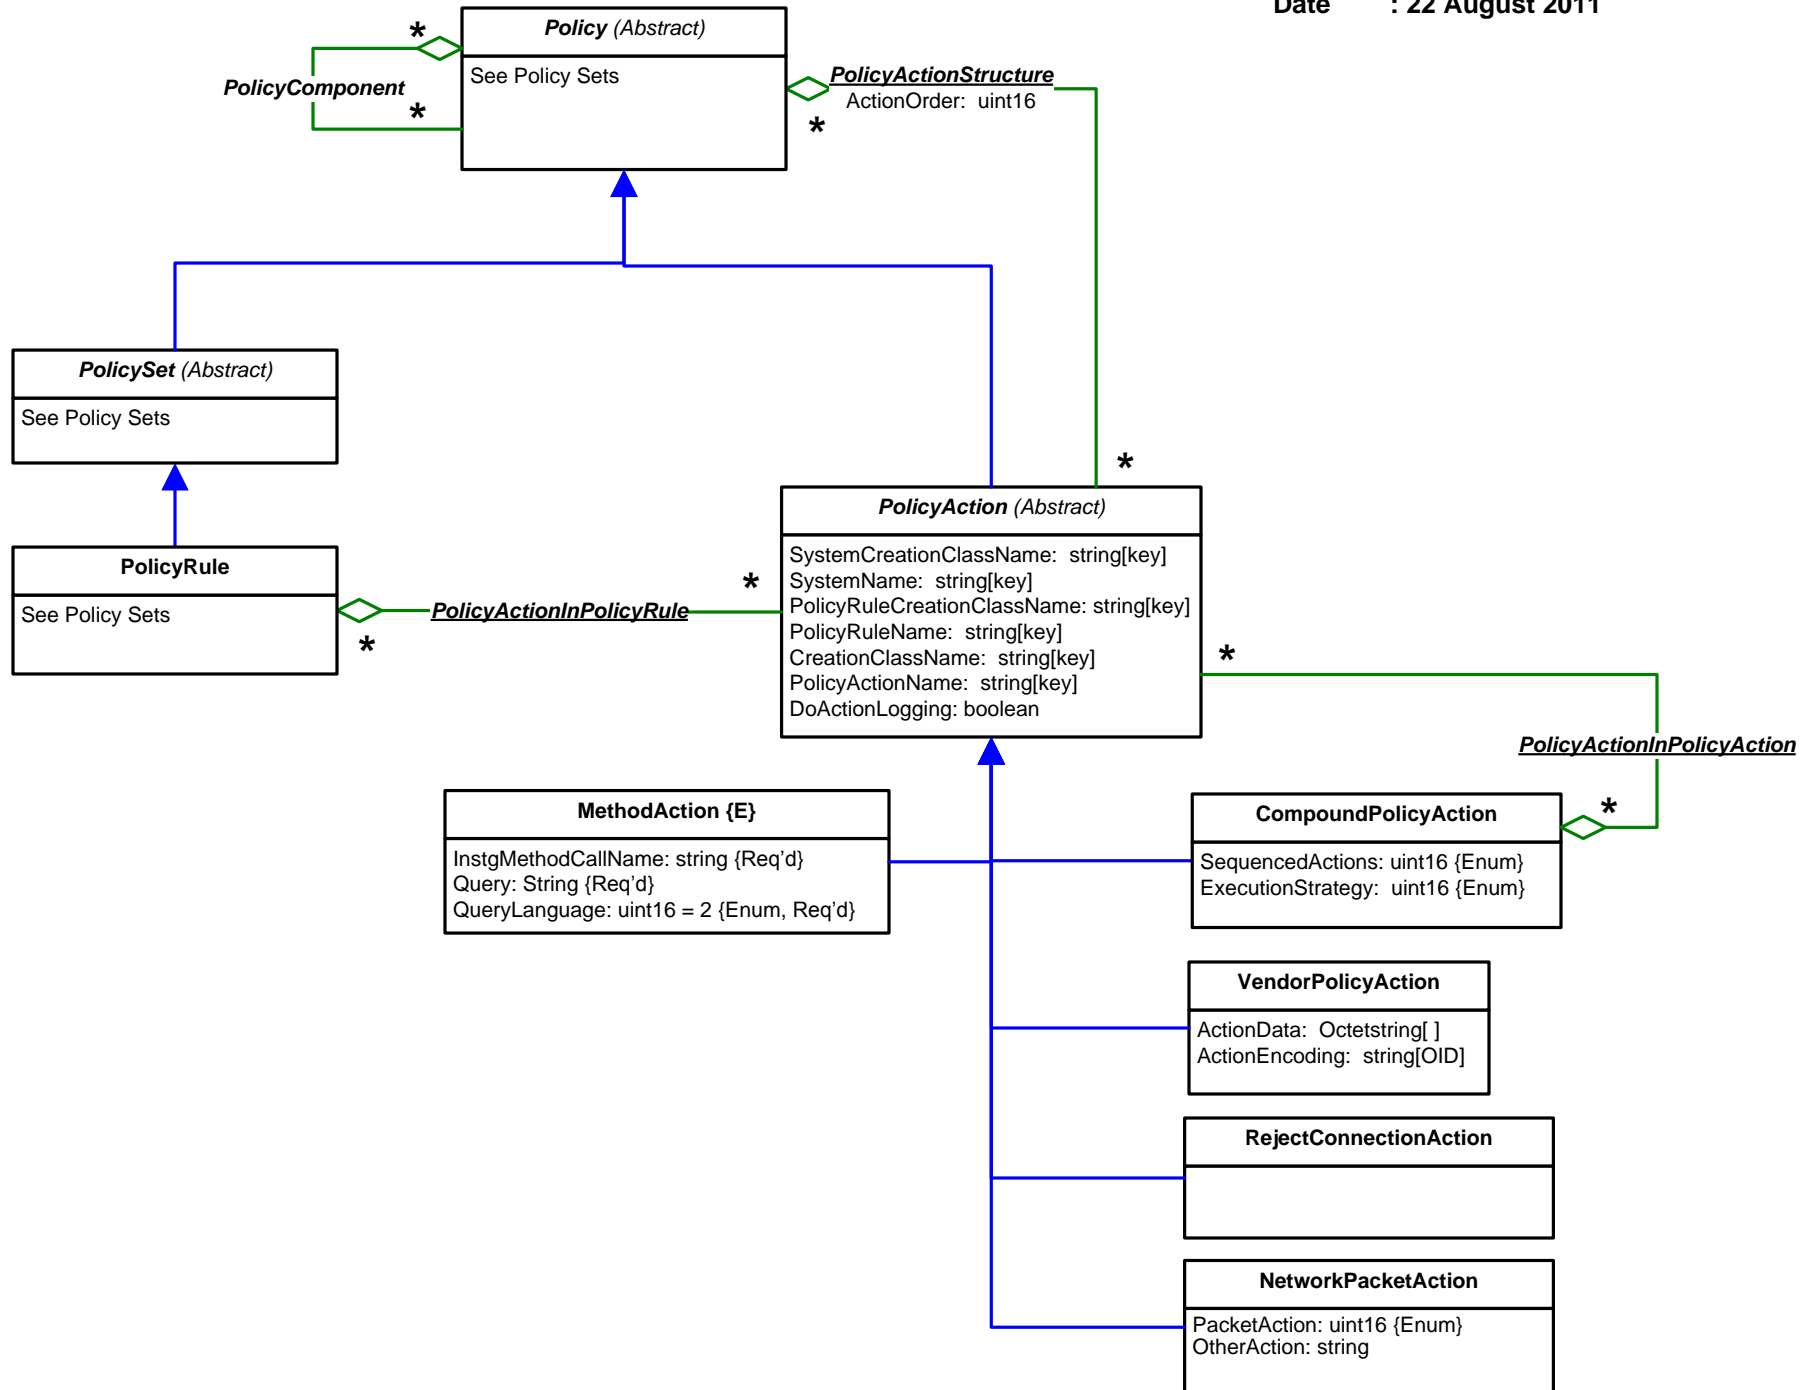 Date : 22 August 2011
*
Policy (Abstract)
See Policy Sets
PolicyComponent
*
PolicyActionStructure
ActionOrder: uint16
*
PolicySet (Abstract)
See Policy Sets
*
PolicyRule
See Policy Sets
*
PolicyActionInPolicyRule
*
PolicyAction (Abstract)
SystemCreationClassName: string[key]
SystemName: string[key]
PolicyRuleCreationClassName: string[key]
PolicyRuleName: string[key]
CreationClassName: string[key]
PolicyActionName: string[key]
DoActionLogging: boolean
*
PolicyActionInPolicyAction
*
MethodAction {E}
InstgMethodCallName: string {Req'd}
Query: String {Req'd}
QueryLanguage: uint16 = 2 {Enum, Req'd}
CompoundPolicyAction
SequencedActions: uint16 {Enum}
ExecutionStrategy: uint16 {Enum}
VendorPolicyAction
ActionData: Octetstring[ ]
ActionEncoding: string[OID]
RejectConnectionAction
NetworkPacketAction
PacketAction: uint16 {Enum}
OtherAction: string